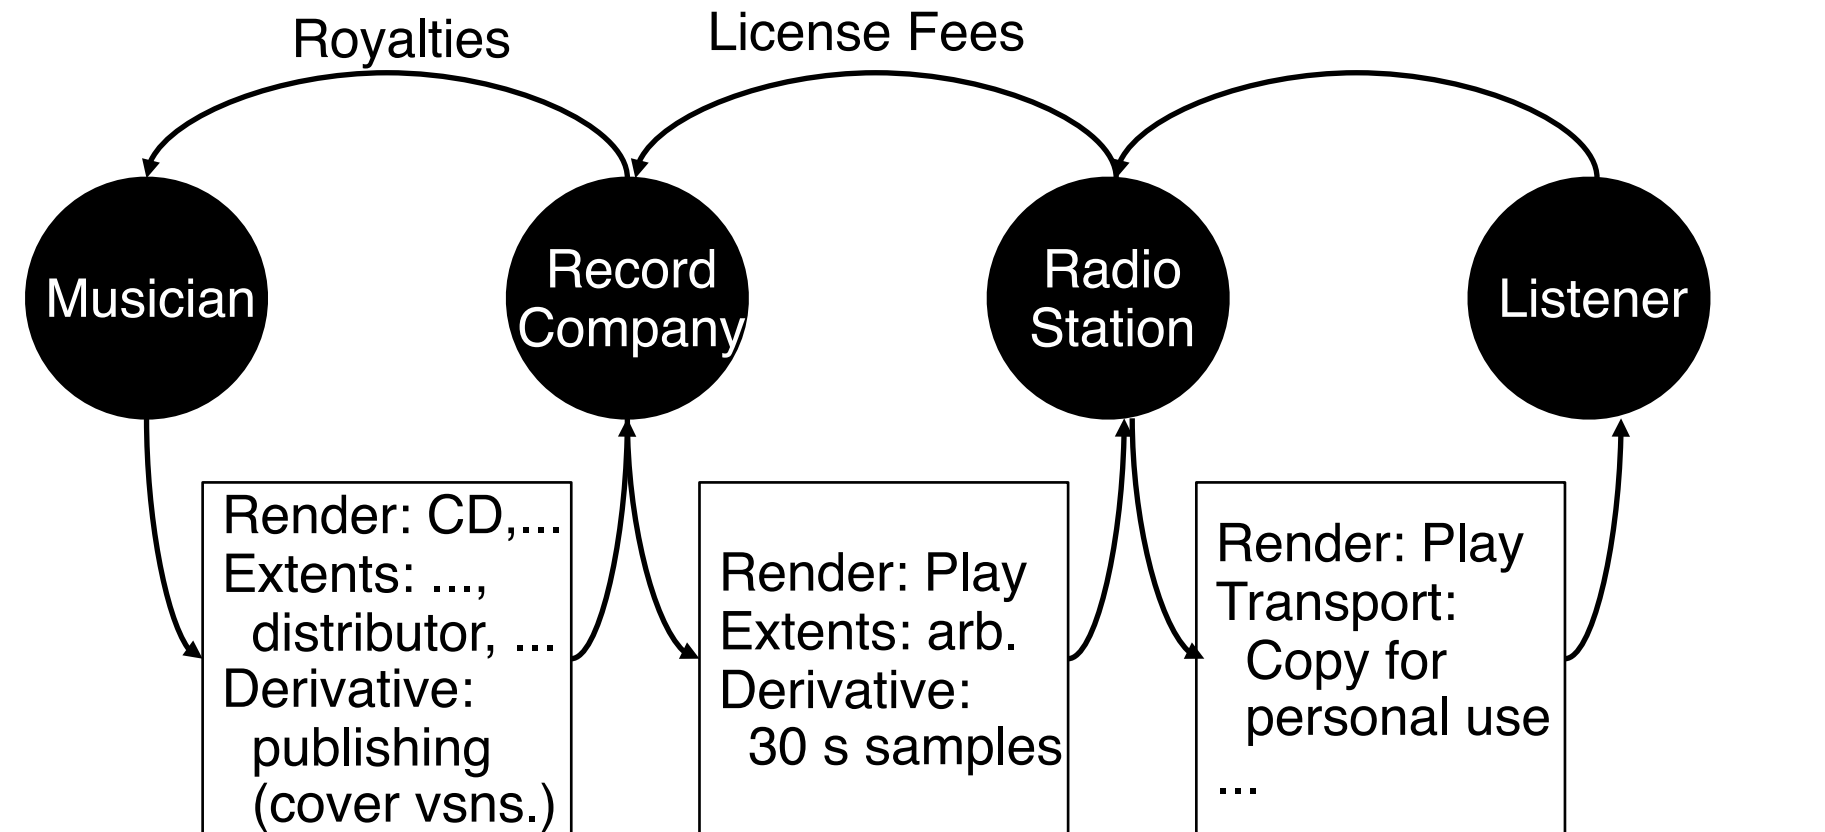 Royalties
License Fees
Musician
Record
Company
Radio
Station
Listener
Render: CD,...
Extents: ...,
distributor, ...
Derivative:
publishing
(cover vsns.)
Render: Play
Extents: arb.
Derivative:
30 s samples
Render: Play
Transport:
Copy for
personal use
...